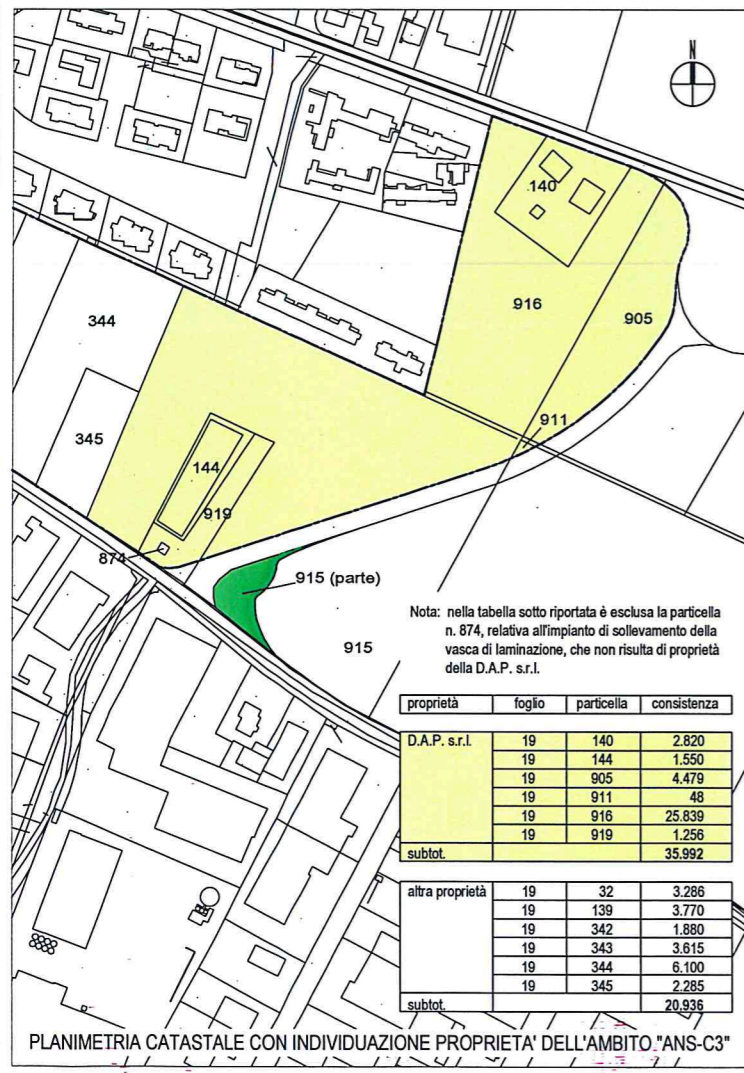 N
140
916
905
344
911
345
144
919
874
915 (parte)
915
Nota: nella tabella sotto riportata è esclusa la particella
n. 874, relativa all'impianto di sollevamento della
vasca di laminazione, che non risulta di proprietà
della D.A.P. s.r.l.
proprietà foglio particella consistenza
D.A.P. s.r.l. 19 140 2.820
19 144 1.550
19 905 4.479
19 911 48
19 916 25.839
19 919 1.256
subtot. 35.992
altra proprietà 19 32 3.286
19 139 3.770
19 342 1.880
19 343 3.615
19 344 6.100
19 345 2.285
subtot. 20.936
PLANIMETRIA CATASTALE CON INDIVIDUAZIONE PROPRIETA' DELL'AMBITO "ANS-C3"